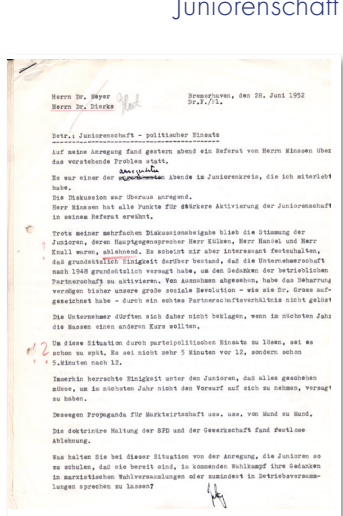 Juniorenschaft
Herrn Dr. Meyer
Bremerhaven, den 28. Juni 1952
Herrn Dr. Dierks
Dr.F./Pl.
Betr.: Juniorenschaft - politischer Einsatz
Auf meine Anregung fand gestern abend ein Referat von Herrn Minssen über
das vorstehende Problem statt.
Es war einer der anregendsten Abende im Juniorenkreis, die ich miterlebt
habe.
Die Diskussion war überaus anregend.
Herr Minssen hat alle Punkte für stärkere Aktivierung der Juniorenschaft
in seinem Referat erwähnt.
Trotz meiner mehrfachen Diskussionsbeigabe blieb die Stimmung der
Junioren, deren Hauptgegensprecher Herr Külken, Herr Hansel und Herr
Knall waren, ablehnend. Es scheint mir aber interessant festzuhalten,
daß grundsätzlich Einigkeit darüber bestand, daß die Unternehmerschaft
nach 1948 grundsätzlich versagt habe, um den Gedanken der betrieblichen
Partnerschaft zu aktivieren. Von Ausnahmen abgesehen, habe das Beharrungs
vermögen bisher unsere große soziale Revolution - wie sie Dr. Gross auf-
gezeichnet habe - durch ein echtes Partnerschaftsverhältnis nicht gelöst
Die Unternehmer dürften sich daher nicht beklagen, wenn im nächsten Jahr
die Massen einen anderen Kurs wollten.
Um diese Situation durch parteipolitischen Einsatz zu lösen, sei es
schon zu spät. Es sei nicht mehr 5 Minuten vor 12, sondern schon
5 Minuten nach 12.
Immerhin herrschte Einigkeit unter den Junioren, daß alles geschehen
müsse, um im nächsten Jahr nicht den Vorwurf auf sich zu nehmen, versagt
zu haben.
Deswegen Propaganda für Marktwirtschaft usw. usw. von Mund zu Mund.
Die doktrinäre Haltung der SPD und der Gewerkschaft fand restlose
Ablehnung.
Was halten Sie bei dieser Situation von der Anregung, die Junioren so
zu schulen, daß sie bereit sind, im kommenden Wahlkampf ihre Gedanken
in marxistischen Wahlversammlungen oder zumindest in Betriebsversamm-
lungen sprechen zu lassen?